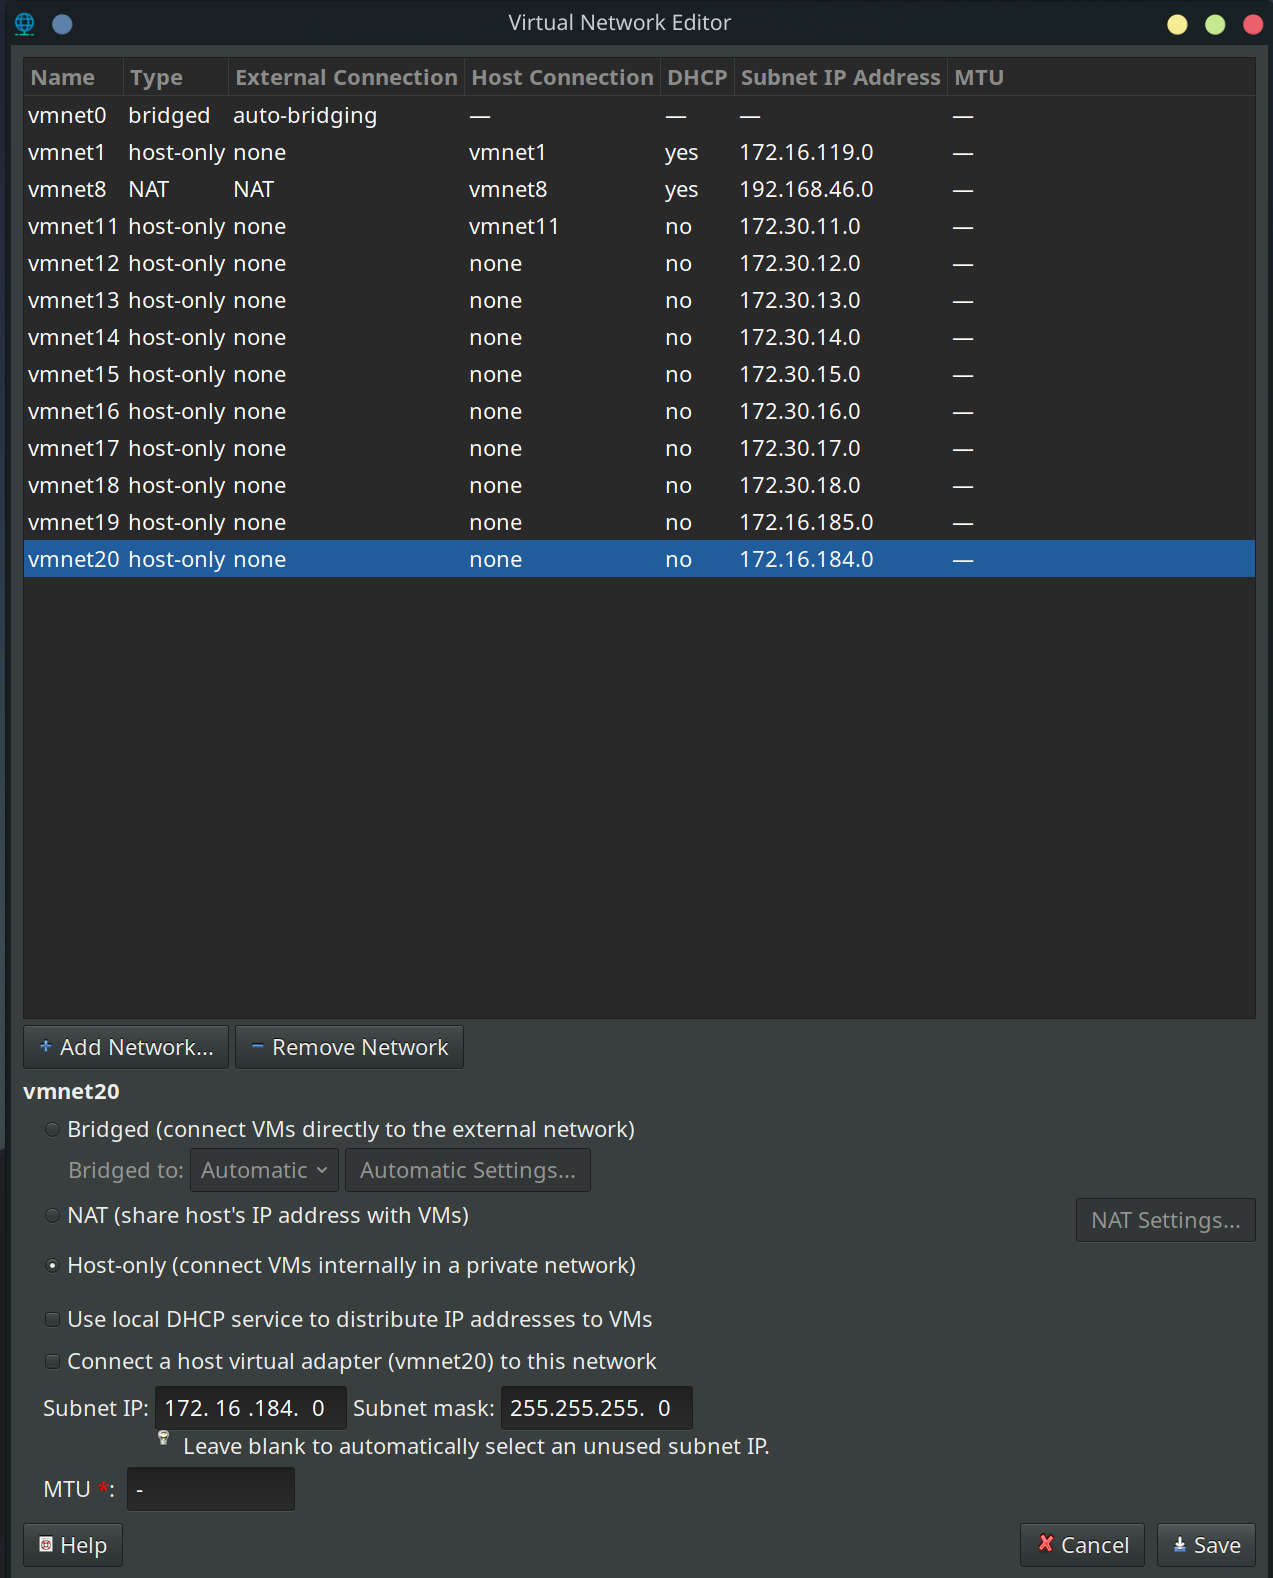 Virtual Network Editor
Name Type External Connection Host Connection DHCP Subnet IP Address MTU
vmnet0 bridged auto-bridging — — — —
vmnet1 host-only none vmnet1 yes 172.16.119.0 —
vmnet8 NAT NAT vmnet8 yes 192.168.46.0 —
vmnet11 host-only none vmnet11 no 172.30.11.0 —
vmnet12 host-only none none no 172.30.12.0 —
vmnet13 host-only none none no 172.30.13.0 —
vmnet14 host-only none none no 172.30.14.0 —
vmnet15 host-only none none no 172.30.15.0 —
vmnet16 host-only none none no 172.30.16.0 —
vmnet17 host-only none none no 172.30.17.0 —
vmnet18 host-only none none no 172.30.18.0 —
vmnet19 host-only none none no 172.16.185.0 —
vmnet20 host-only none none no 172.16.184.0 —
Add Network... Remove Network
vmnet20
Bridged (connect VMs directly to the external network)
Bridged to: Automatic Automatic Settings...
NAT (share host's IP address with VMs) NAT Settings...
Host-only (connect VMs internally in a private network)
Use local DHCP service to distribute IP addresses to VMs
Connect a host virtual adapter (vmnet20) to this network
Subnet IP: 172. 16 .184. 0 Subnet mask: 255.255.255. 0
Leave blank to automatically select an unused subnet IP.
MTU *: -
Help Cancel Save